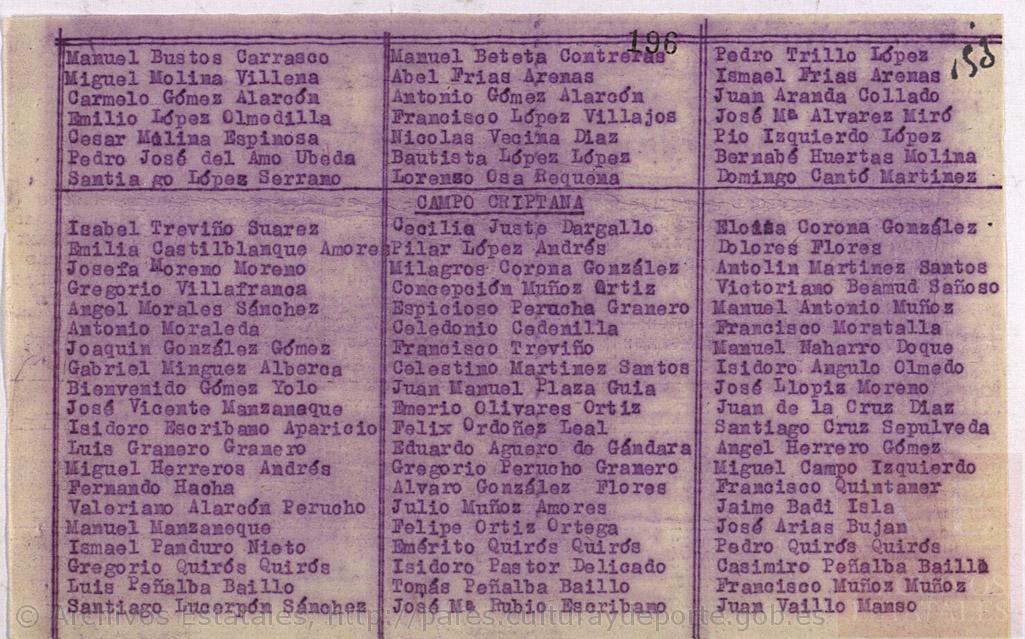 196
153
Manuel Bustos Carrasco Manuel Beteta Contreras Pedro Trillo López
Miguel Molina Villena Abel Frias Arenas Ismael Frias Arenas
Carmelo Gómez Alarcón Antonio Gómez Alarcón Juan Aranda Collado
Emilio López Olmedilla Francisco López Villajos José Mª Alvarez Miró
Cesar Molina Espinosa Nicolas Vecina Diaz Pio Izquierdo López
Pedro José del Amo Ubeda Bautista López López Bernabé Huertas Molina
Santia go López Serrano Lorenzo Osa Requena Domingo Cantó Martinez
CAMPO CRIPTANA
Isabel Treviño Suarez Cecilia Juste Dargallo Eloisa Corona González
Emilia Castilblanque Amores Pilar López Andrés Dolores Flores
Josefa Moreno Moreno Milagros Corona González Antolin Martinez Santos
Gregorio Villafranca Concepción Muñoz Ortiz Victoriano Beamud Sañoso
Angel Morales Sánchez Espicioso Perucha Granero Manuel Antonio Muñoz
Antonio Moraleda Celedonio Cedenilla Francisco Moratalla
Joaquin González Gómez Francisco Treviño Manuel Naharro Doque
Gabriel Minguez Alberca Celestino Martinez Santos Isidoro Angulo Olmedo
Bienvenido Gómez Yolo Juan Manuel Plaza Guia José Llopiz Moreno
José Vicente Manzaneque Emerio Olivares Ortiz Juan de la Cruz Diaz
Isidoro Escribano Aparicio Felix Ordoñez Leal Santiago Cruz Sepulveda
Luis Granero Granero Eduardo Aguero de Gándara Angel Herrero Gómez
Miguel Herreros Andrés Gregorio Perucho Granero Miguel Campo Izquierdo
Fernando Hacha Alvaro González Flores Francisco Quintaner
Valeriano Alarcón Perucho Julio Muñoz Amores Jaime Badi Isla
Manuel Manzaneque Felipe Ortiz Ortega José Arias Bujan
Ismael Panduro Nieto Emérito Quirós Quirós Pedro Quirós Quirós
Gregorio Quirós Quirós Isidoro Pastor Delicado Casimiro Peñalba Baillo
Luis Peñalba Baillo Tomás Peñalba Baillo Francisco Muñoz Muñoz
Santiago Lucerpón Sánchez José Mª Rubio Escribano Juan Vaillo Manso
© Archivos Estatales, http://pares.culturaydeporte.gob.es